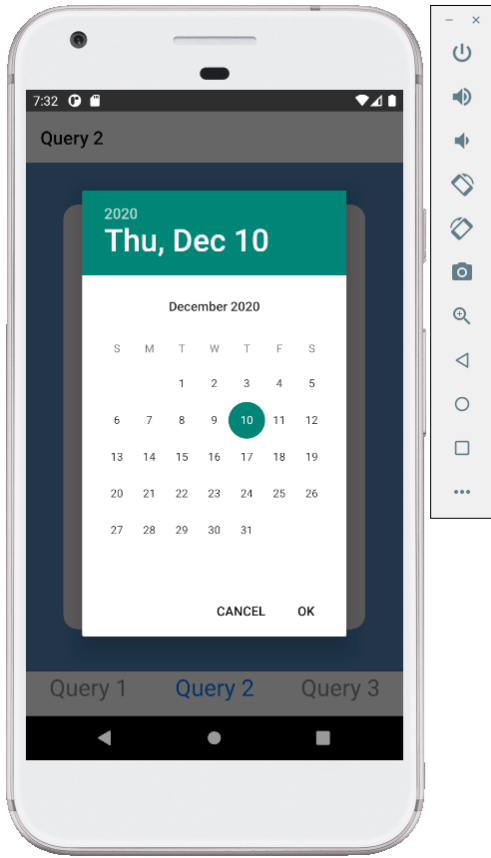 7:32
Query 2
2020
Thu, Dec 10
December 2020
S M T W T F S
1 2 3 4 5
6 7 8 9 10 11 12
13 14 15 16 17 18 19
20 21 22 23 24 25 26
27 28 29 30 31
CANCEL OK
Query 1 Query 2 Query 3